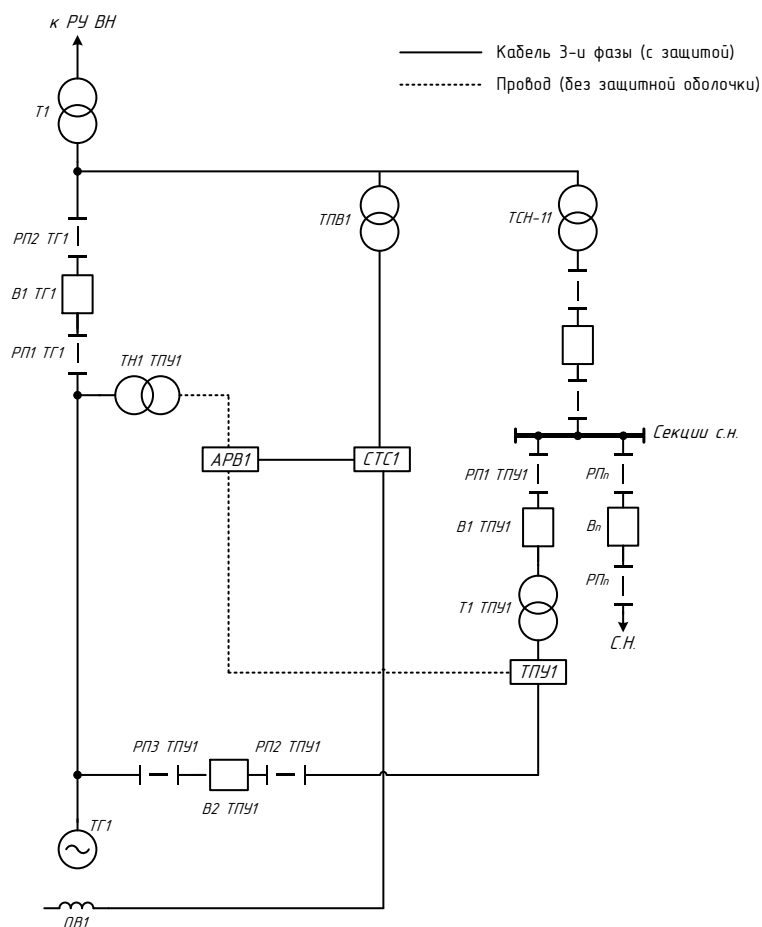 к РУ ВН
Кабель 3-и фазы (с защитой)
Провод (без защитной оболочки)
Т1
ТПВ1
ТСН-11
РП2 ТГ1
В1 ТГ1
РП1 ТГ1
ТН1 ТПУ1
Секции с.н.
АРВ1
СТС1
РП1 ТПУ1
РПn
В1 ТПУ1
Вn
РПn
Т1 ТПУ1
С.Н.
ТПУ1
РП3 ТПУ1
РП2 ТПУ1
В2 ТПУ1
ТГ1
ОВ1